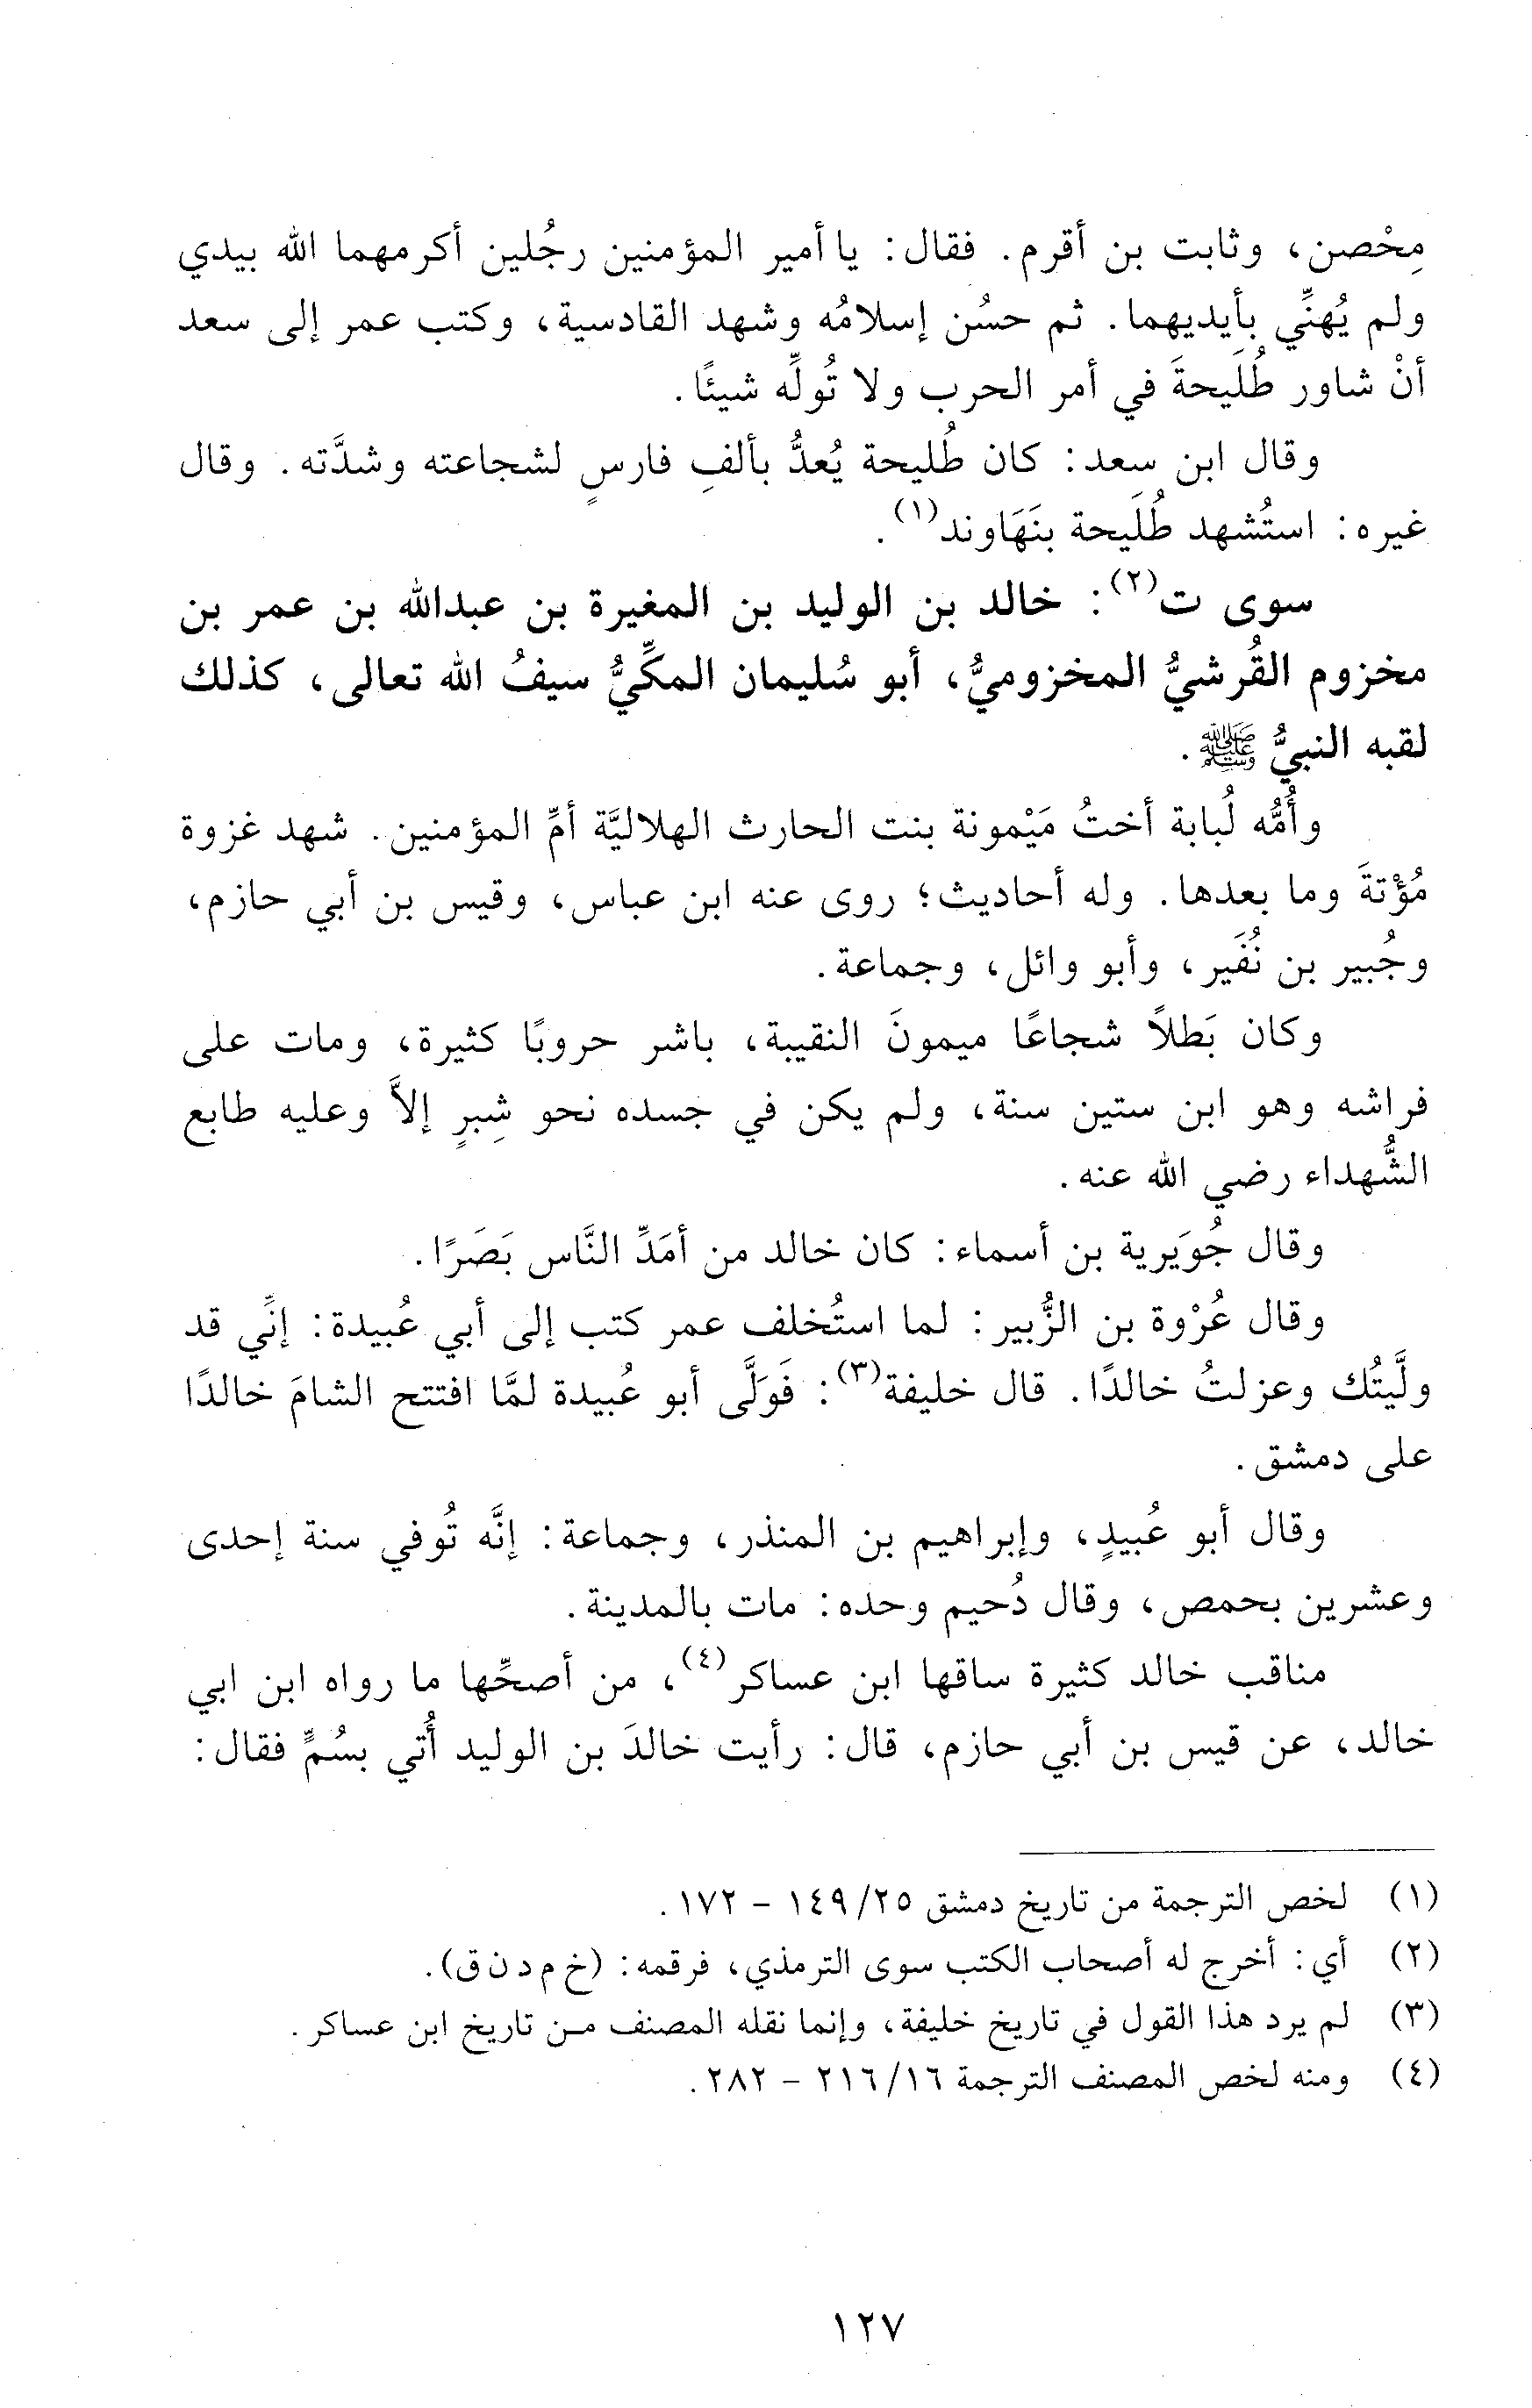 مِحْصن، وثابت بن أقرم. فقال: يا أمير المؤمنين رجُلين أكرمهما الله بيدي
ولم يُهنِّي بأيديهما. ثم حسُن إسلامُه وشهد القادسية، وكتب عمر إلى سعد
أنْ شاور طُلَيحةَ في أمر الحرب ولا تُولِّه شيئًا.
وقال ابن سعد: كان طُليحة يُعدُّ بألفِ فارسٍ لشجاعته وشدَّته. وقال
غيره: استُشهد طُلَيحة بنَهَاوند(١).
سوى ت(٢): خالد بن الوليد بن المغيرة بن عبدالله بن عمر بن
مخزوم القُرشيُّ المخزوميُّ، أبو سُليمان المكِّيُّ سيفُ الله تعالى، كذلك
لقبه النبيُّ ﷺ.
وأُمُّه لُبابة أختُ مَيْمونة بنت الحارث الهلاليَّة أمِّ المؤمنين. شهد غزوة
مُؤْتةَ وما بعدها. وله أحاديث؛ روى عنه ابن عباس، وقيس بن أبي حازم،
وجُبير بن نُفَير، وأبو وائل، وجماعة.
وكان بَطلاً شجاعًا ميمونَ النقيبة، باشر حروبًا كثيرة، ومات على
فراشه وهو ابن ستين سنة، ولم يكن في جسده نحو شِبرٍ إلاَّ وعليه طابع
الشُّهداء رضي الله عنه.
وقال جُوَيرية بن أسماء: كان خالد من أمَدِّ النَّاس بَصَرًا.
وقال عُرْوة بن الزُّبير: لما استُخلف عمر كتب إلى أبي عُبيدة: إنِّي قد
ولَّيتُك وعزلتُ خالدًا. قال خليفة(٣): فَوَلَّى أبو عُبيدة لمَّا افتتح الشامَ خالدًا
على دمشق.
وقال أبو عُبيدٍ، وإبراهيم بن المنذر، وجماعة: إنَّه تُوفي سنة إحدى
وعشرين بحمص، وقال دُحيم وحده: مات بالمدينة.
مناقب خالد كثيرة ساقها ابن عساكر(٤)، من أصحِّها ما رواه ابن ابي
خالد، عن قيس بن أبي حازم، قال: رأيت خالدَ بن الوليد أُتي بسُمٍّ فقال:
(١) لخص الترجمة من تاريخ دمشق ٢٥/ ١٤٩ - ١٧٢.
(٢) أي: أخرج له أصحاب الكتب سوى الترمذي، فرقمه: (خ م د ن ق).
(٣) لم يرد هذا القول في تاريخ خليفة، وإنما نقله المصنف من تاريخ ابن عساكر.
(٤) ومنه لخص المصنف الترجمة ١٦/ ٢١٦ - ٢٨٢.
١٢٧